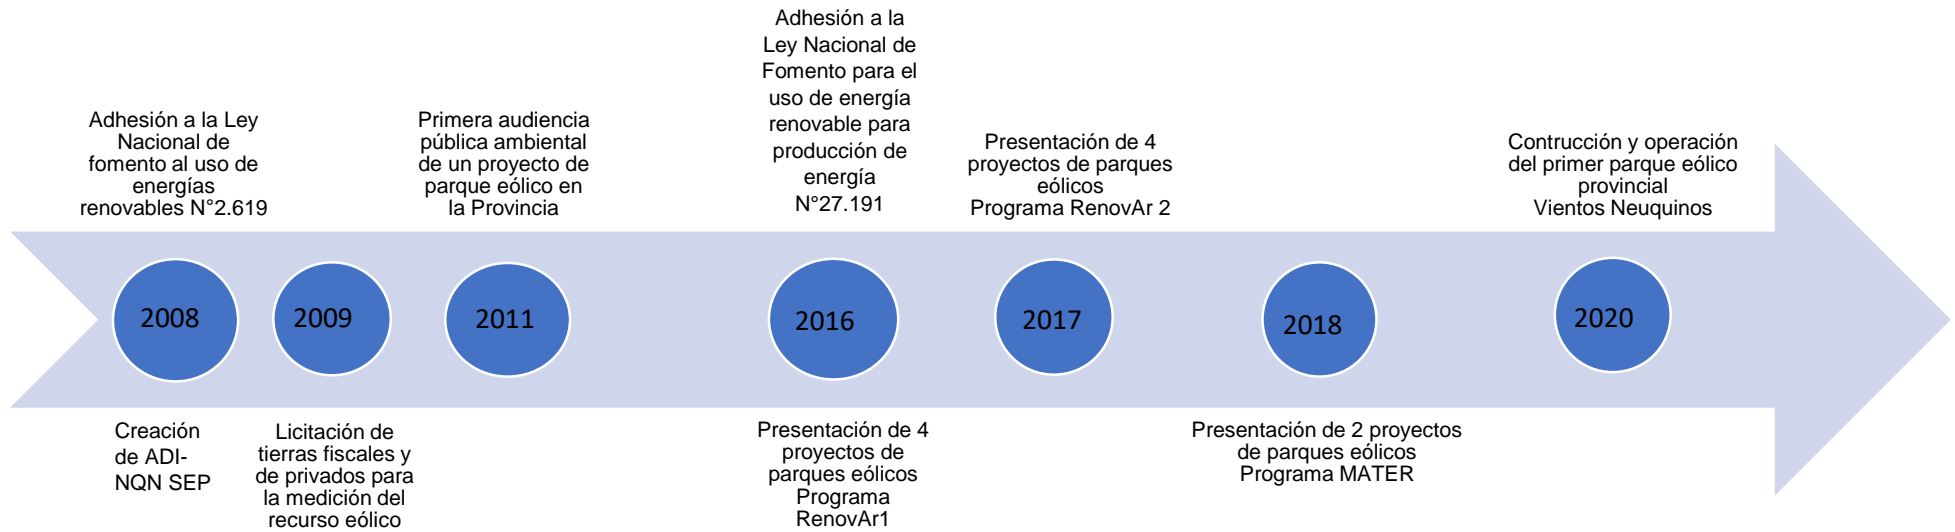 Adhesión a la Ley
Nacional de
fomento al uso de
energías
renovables N°2.619
Primera audiencia
pública ambiental
de un proyecto de
parque eólico en
la Provincia
Adhesión a la
Ley Nacional de
Fomento para el
uso de energía
renovable para
producción de
energía
N°27.191
Presentación de 4
proyectos de parques
eólicos
Programa RenovAr 2
Contrucción y operación
del primer parque eólico
provincial
Vientos Neuquinos
2008
2009
2011
2016
2017
2018
2020
Creación
de ADI-
NQN SEP
Licitación de
tierras fiscales y
de privados para
la medición del
recurso eólico
Presentación de 4
proyectos de
parques eólicos
Programa
RenovAr1
Presentación de 2 proyectos
de parques eólicos
Programa MATER